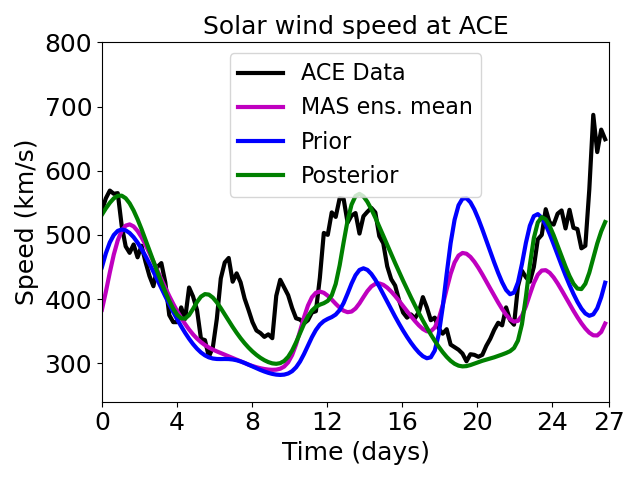 Solar wind speed at ACE
800
700
600
500
400
300
Speed (km/s)
ACE Data
MAS ens. mean
Prior
Posterior
0 4 8 12 16 20 24 27
Time (days)